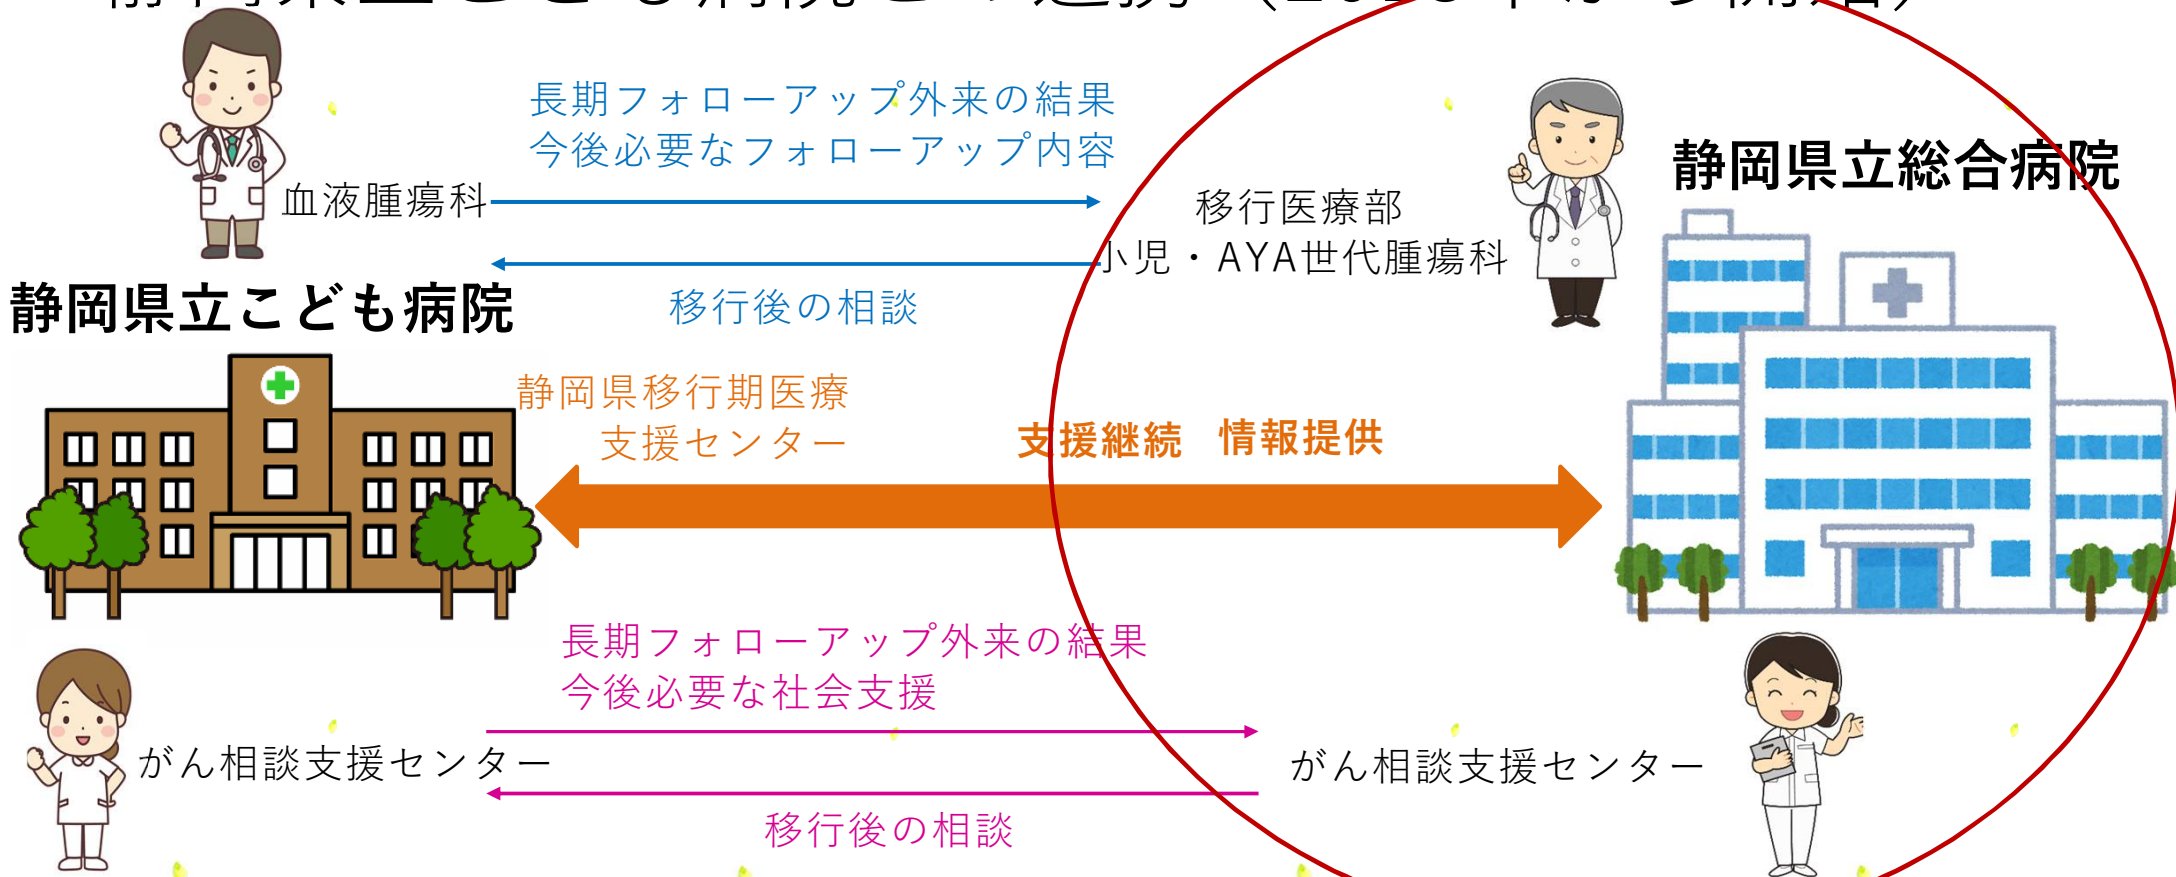 長期フォローアップ外来の結果
今後必要なフォローアップ内容
血液腫瘍科
移行医療部
小児・AYA世代腫瘍科
静岡県立総合病院
静岡県立こども病院
移行後の相談
静岡県移行期医療
支援センター
支援継続 情報提供
長期フォローアップ外来の結果
今後必要な社会支援
がん相談支援センター
がん相談支援センター
移行後の相談